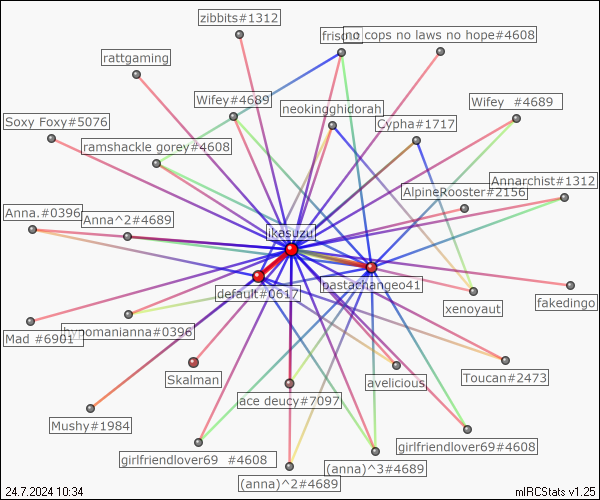 zibbits#1312
no cops no laws no hope#4608
rattgaming
Wifey#4689
neokingghidorah
Wifey  #4689
Soxy Foxy#5076
Cypha#1717
ramshackle gorey#4608
AlpineRooster#2156
Annarchist#1312
Anna.#0396
Anna^2#4689
ikasuzu
default#0617
pastachangeo41
xenoyaut
fakedingo
Mad #6901
hypomanianna#0396
Skalman
avelicious
Toucan#2473
ace deucy#7097
Mushy#1984
girlfriendlover69  #4608
girlfriendlover69#4608
(anna)^3#4689
(anna)^2#4689
24.7.2024 10:34
mIRCStats v1.25